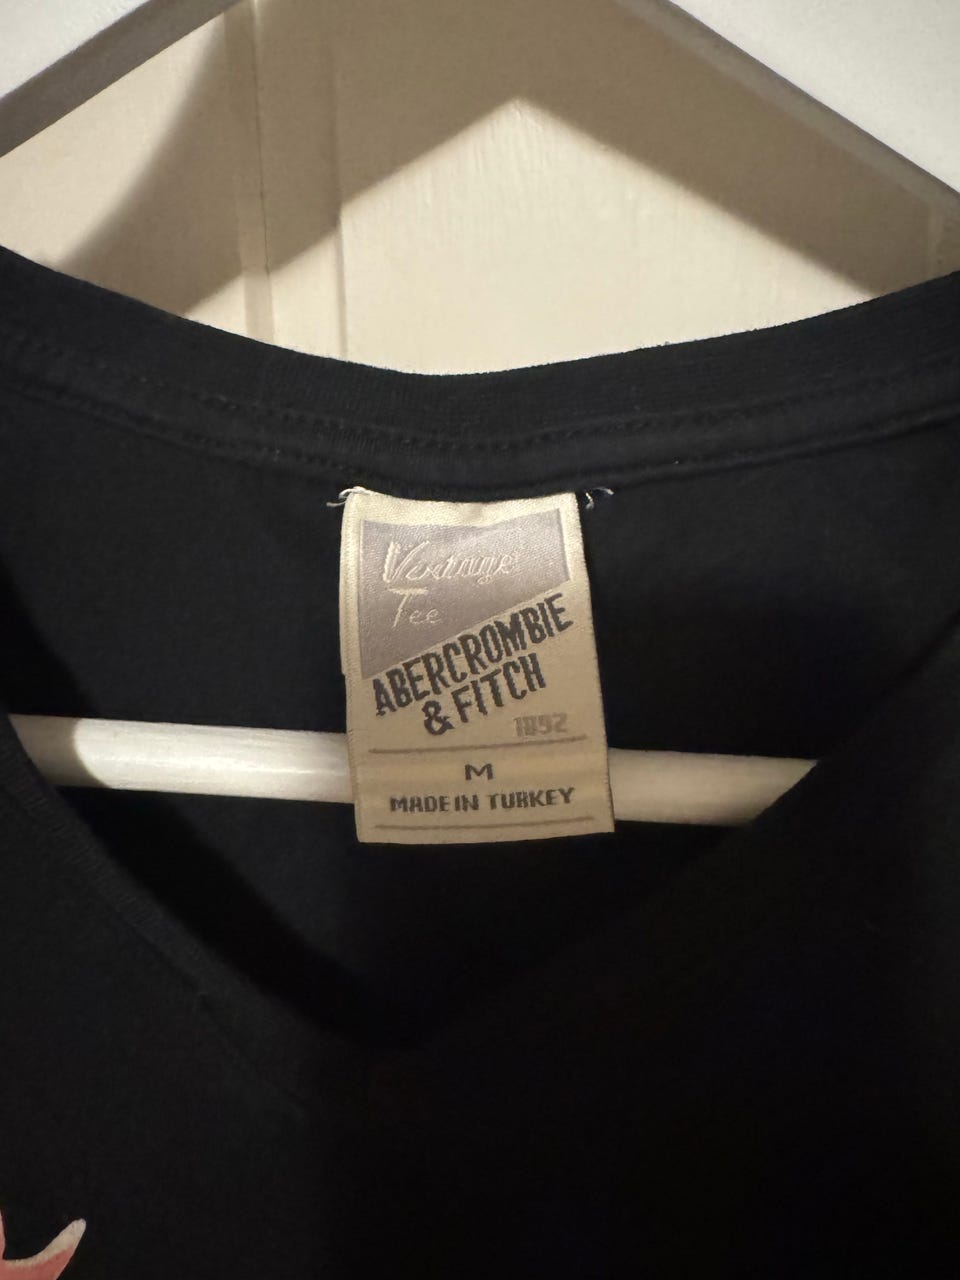 Vintage
Tee
ABERCROMBIE
& FITCH
1892
M
MADE IN TURKEY